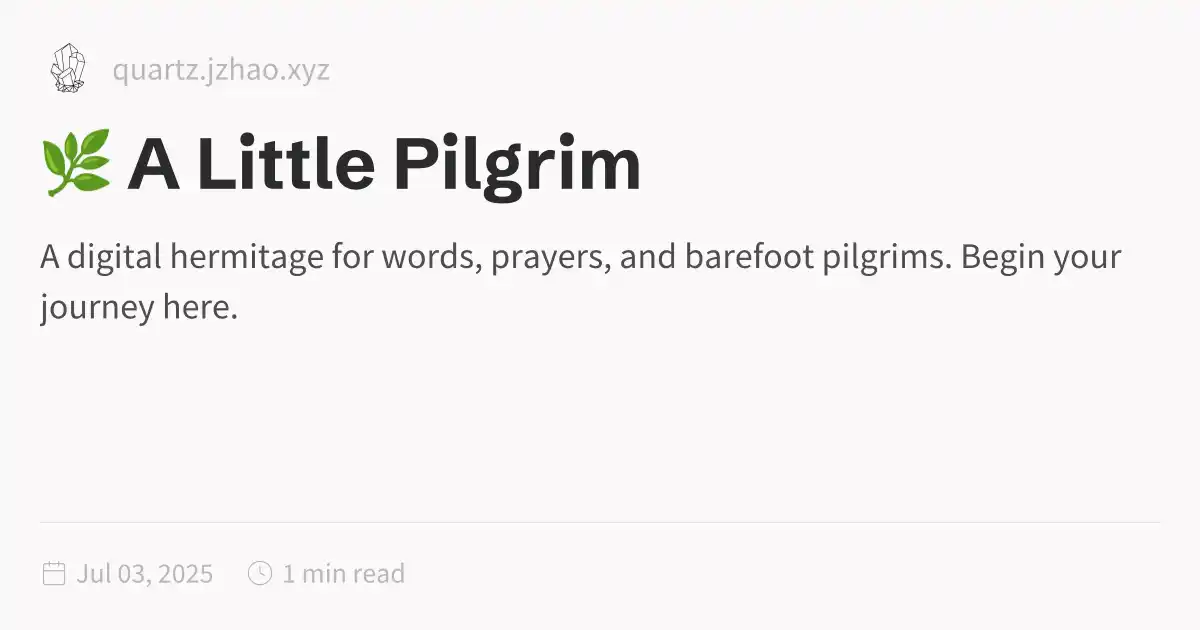 quartz.jzhao.xyz
🌿 A Little Pilgrim
A digital hermitage for words, prayers, and barefoot pilgrims. Begin your
journey here.
Jul 03, 2025 1 min read